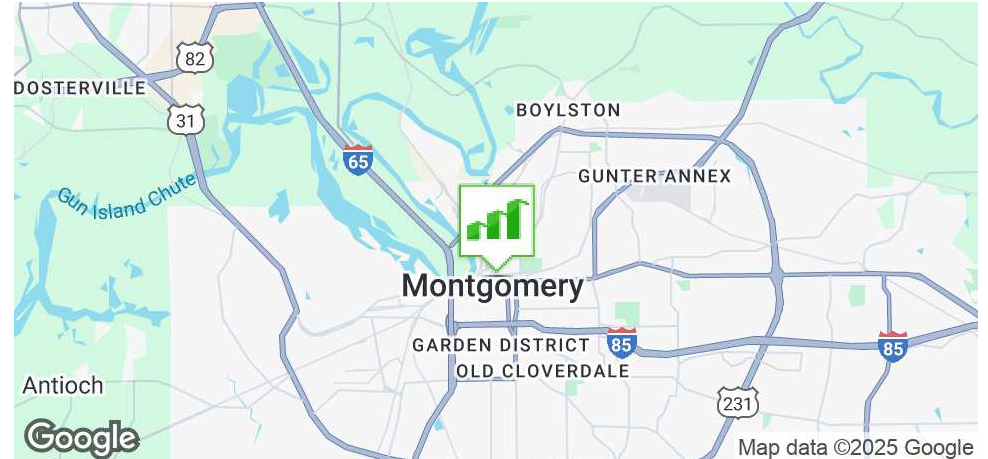 82
DOSTERVILLE
BOYLSTON
31
65
GUNTER ANNEX
Gun Island Chute
Montgomery
GARDEN DISTRICT
85
85
OLD CLOVERDALE
Antioch
231
Google
Map data ©2025 Google